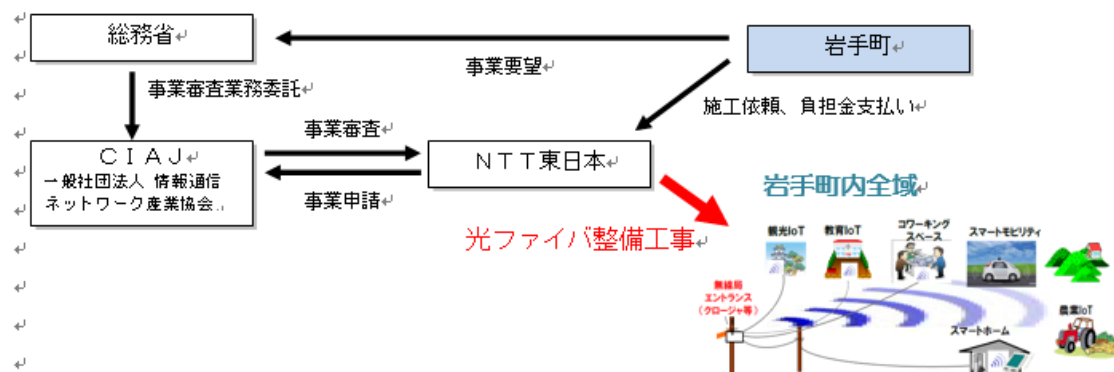 総務省
岩手町
事業要望
事業審査業務委託
施工依頼、負担金支払い
事業審査
CIAJ
一般社団法人 情報通信
ネットワーク産業協会
NTT東日本
事業申請
岩手町内全域
光ファイバ整備工事
観光IoT
教育IoT
コワーキング
スペース
スマートモビリティ
無線局
エントランス
(クロージャ等)
農業IoT
スマートホーム